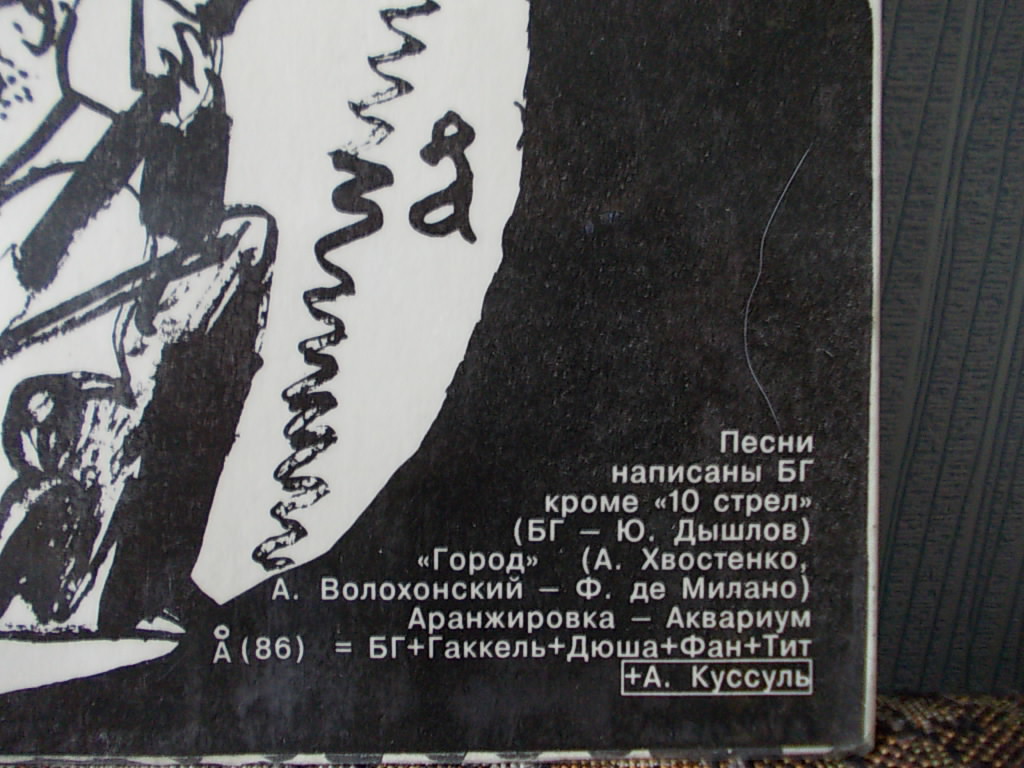 Песни
написаны БГ
кроме «10 стрел»
(БГ – Ю. Дышлов)
«Город» (А. Хвостенко,
А. Волохонский – Ф. де Милано)
Аранжировка – Аквариум
Å (86) = БГ+Гаккель+Дюша+Фан+Тит
+А. Куссуль